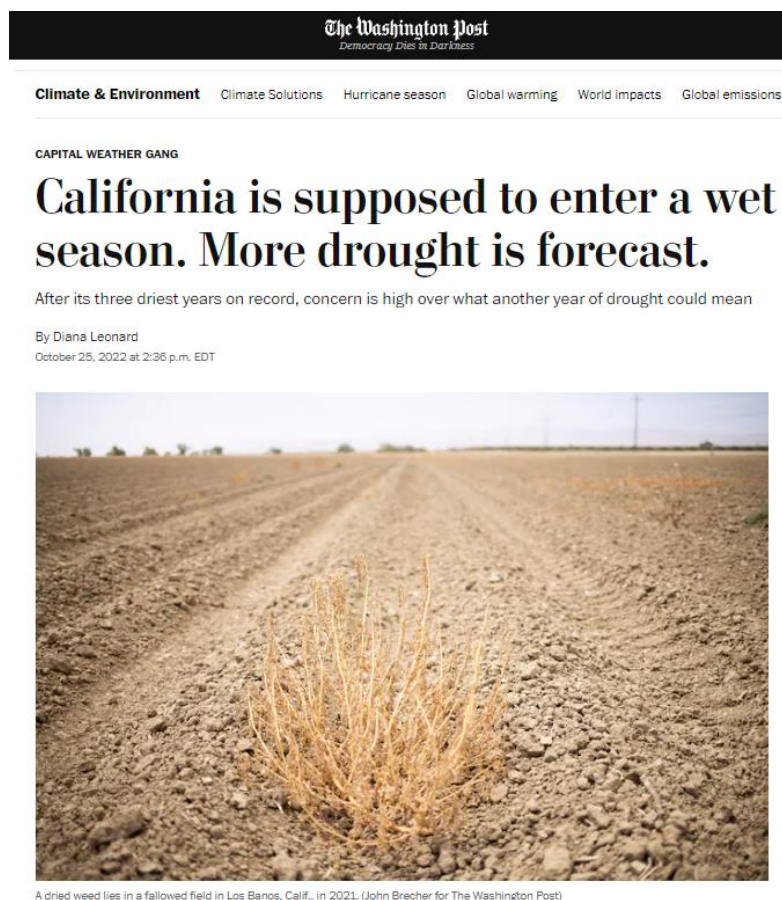 The Washington Post
Democracy Dies in Darkness
Climate & Environment Climate Solutions Hurricane season Global warming World impacts Global emissions
CAPITAL WEATHER GANG
California is supposed to enter a wet
season. More drought is forecast.
After its three driest years on record, concern is high over what another year of drought could mean
By Diana Leonard
October 25, 2022 at 2:36 p.m. EDT
A dried weed lies in a fallowed field in Los Banos, Calif., in 2021. (John Brecher for The Washington Post)